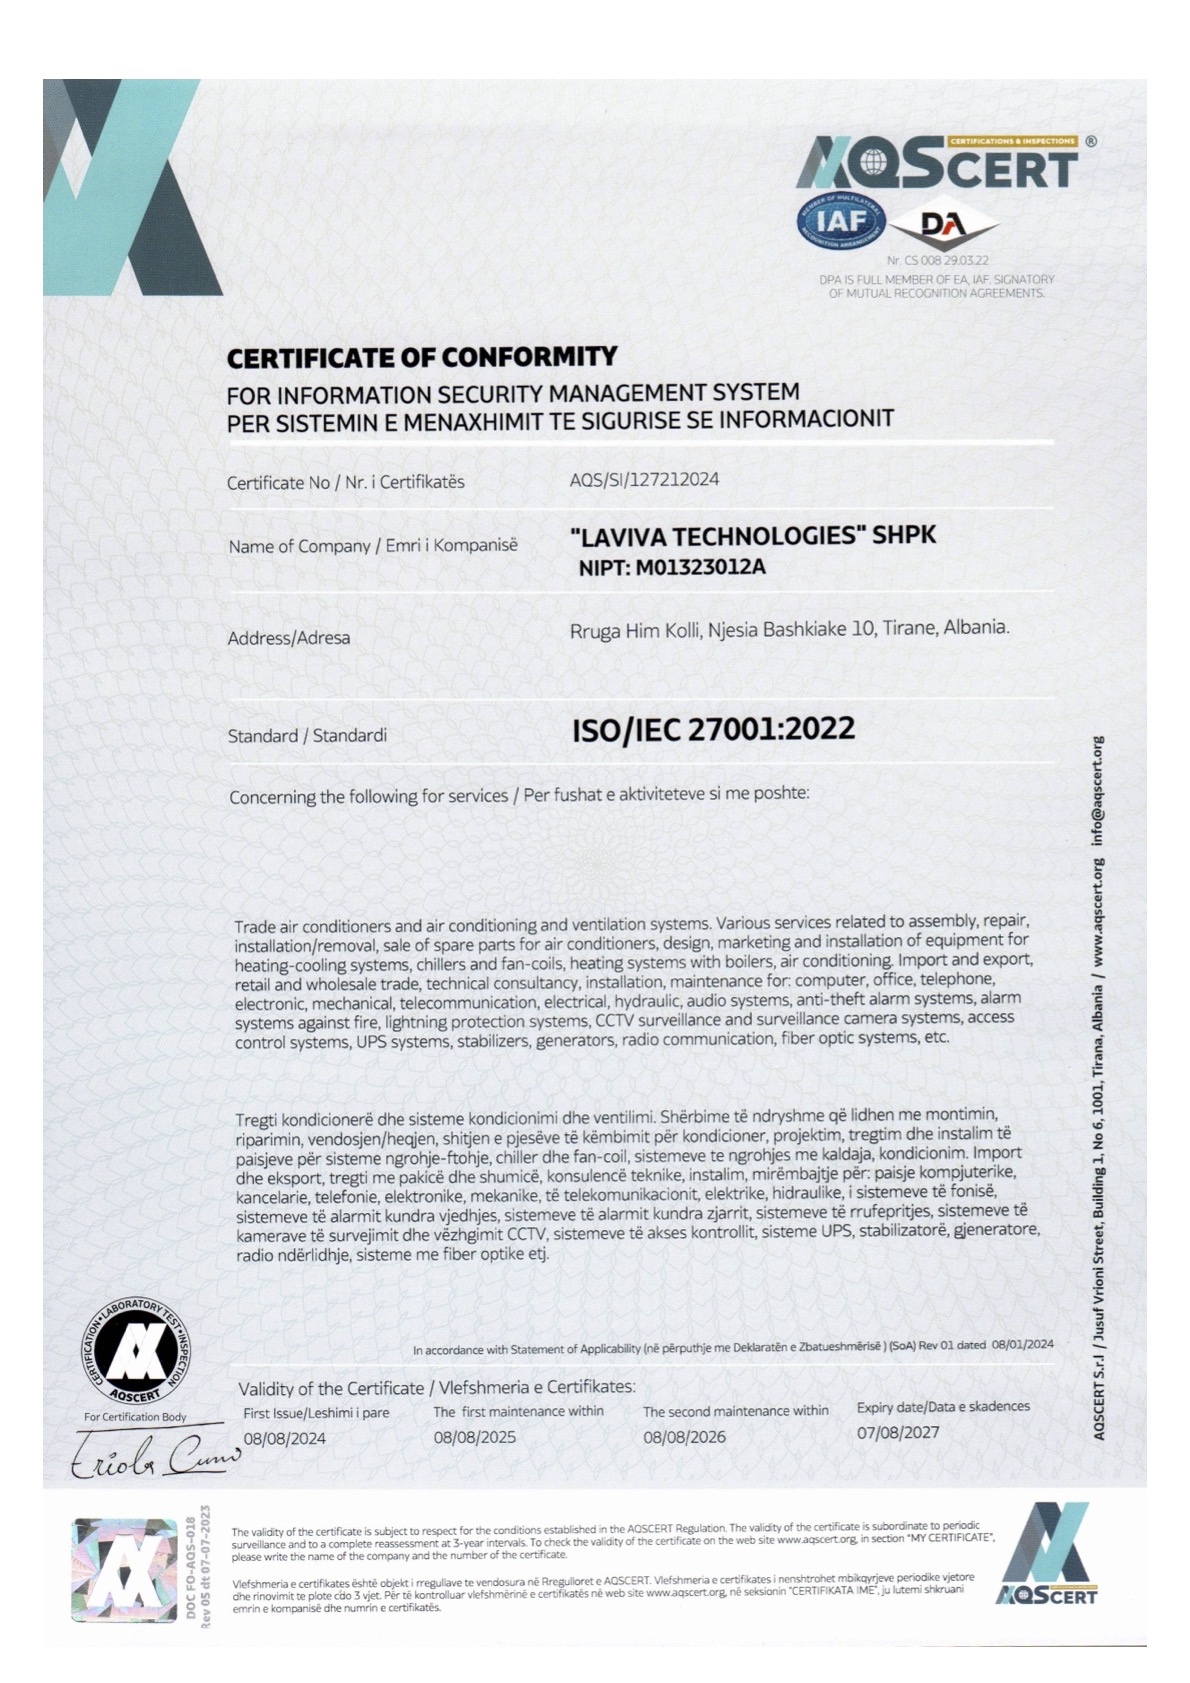 AQSCERT
CERTIFICATIONS & INSPECTIONS ®
MEMBER OF MULTILATERAL
IAF
RECOGNITION ARRANGEMENT
DA
Nr. CS 008 29.03.22
DPA IS FULL MEMBER OF EA, IAF. SIGNATORY
OF MUTUAL RECOGNITION AGREEMENTS.
CERTIFICATE OF CONFORMITY
FOR INFORMATION SECURITY MANAGEMENT SYSTEM
PER SISTEMIN E MENAXHIMIT TE SIGURISE SE INFORMACIONIT
Certificate No / Nr. i Certifikatës AQS/SI/127212024
Name of Company / Emri i Kompanisë "LAVIVA TECHNOLOGIES" SHPK
NIPT: M01323012A
Address/Adresa Rruga Him Kolli, Njesia Bashkiake 10, Tirane, Albania.
Standard / Standardi ISO/IEC 27001:2022
Concerning the following for services / Per fushat e aktiviteteve si me poshte:
Trade air conditioners and air conditioning and ventilation systems. Various services related to assembly, repair,
installation/removal, sale of spare parts for air conditioners, design, marketing and installation of equipment for
heating-cooling systems, chillers and fan-coils, heating systems with boilers, air conditioning. Import and export,
retail and wholesale trade, technical consultancy, installation, maintenance for: computer, office, telephone,
electronic, mechanical, telecommunication, electrical, hydraulic, audio systems, anti-theft alarm systems, alarm
systems against fire, lightning protection systems, CCTV surveillance and surveillance camera systems, access
control systems, UPS systems, stabilizers, generators, radio communication, fiber optic systems, etc.
Tregti kondicionerë dhe sisteme kondicionimi dhe ventilimi. Shërbime të ndryshme që lidhen me montimin,
riparimin, vendosjen/heqjen, shitjen e pjesëve të këmbimit për kondicioner, projektim, tregtim dhe instalim të
paisjeve për sisteme ngrohje-ftohje, chiller dhe fan-coil, sistemeve te ngrohjes me kaldaja, kondicionim. Import
dhe eksport, tregti me pakicë dhe shumicë, konsulencë teknike, instalim, mirëmbajtje për: paisje kompjuterike,
kancelarie, telefonie, elektronike, mekanike, të telekomunikacionit, elektrike, hidraulike, i sistemeve të fonisë,
sistemeve të alarmit kundra vjedhjes, sistemeve të alarmit kundra zjarrit, sistemeve të rrufepritjes, sistemeve të
kamerave të survejimit dhe vëzhgimit CCTV, sistemeve të akses kontrollit, sisteme UPS, stabilizatorë, gjeneratore,
radio ndërlidhje, sisteme me fiber optike etj.
AQSCERT S.r.l / Jusuf Vrioni Street, Building 1, No 6, 1001, Tirana, Albania / www.aqscert.org info@aqscert.org
CERTIFICATION • LABORATORY TEST • INSPECTION
AQSCERT
For Certification Body
Eriola Cuno
In accordance with Statement of Applicability (në përputhje me Deklaratën e Zbatueshmërisë ) (SoA) Rev 01 dated 08/01/2024
Validity of the Certificate / Vlefshmeria e Certifikates:
First Issue/Leshimi i pare The first maintenance within The second maintenance within Expiry date/Data e skadences
08/08/2024 08/08/2025 08/08/2026 07/08/2027
DOC FO-AQS-018
Rev 05 dt 07-07-2023
The validity of the certificate is subject to respect for the conditions established in the AQSCERT Regulation. The validity of the certificate is subordinate to periodic
surveillance and to a complete reassessment at 3-year intervals. To check the validity of the certificate on the web site www.aqscert.org, in section "MY CERTIFICATE",
please write the name of the company and the number of the certificate.
Vlefshmeria e certifikates është objekt i rregullave te vendosura në Rregulloret e AQSCERT. Vlefshmeria e certifikates i nenshtrohet mbikqyrjeve periodike vjetore
dhe rinovimit te plote cdo 3 vjet. Për të kontrolluar vlefshmërinë e certifikatës në web site www.aqscert.org, në seksionin "CERTIFIKATA IME", ju lutemi shkruani
emrin e kompanisë dhe numrin e certifikatës.
AQSCERT